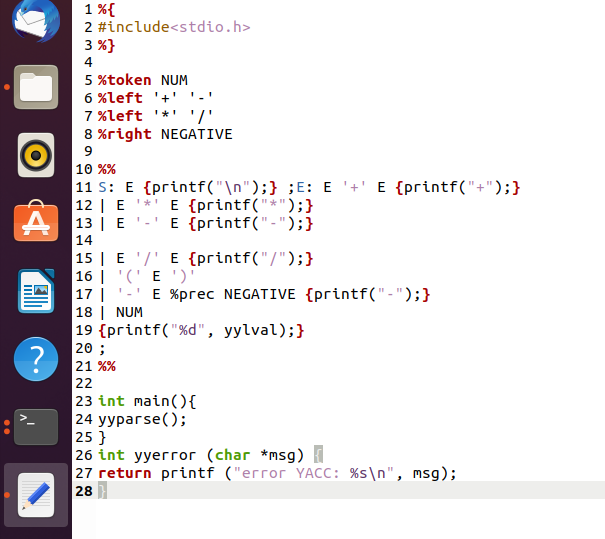 1 %{
2 #include<stdio.h>
3 %}
4
5 %token NUM
6 %left '+' '-'
7 %left '*' '/'
8 %right NEGATIVE
9
10 %%
11 S: E {printf("\n");} ;E: E '+' E {printf("+");}
12 | E '*' E {printf("*");}
13 | E '-' E {printf("-");}
14
15 | E '/' E {printf("/");}
16 | '(' E ')'
17 | '-' E %prec NEGATIVE {printf("-");}
18 | NUM
19 {printf("%d", yylval);}
20 ;
21 %%
22
23 int main(){
24 yyparse();
25 }
26 int yyerror (char *msg) {
27 return printf ("error YACC: %s\n", msg);
28 }